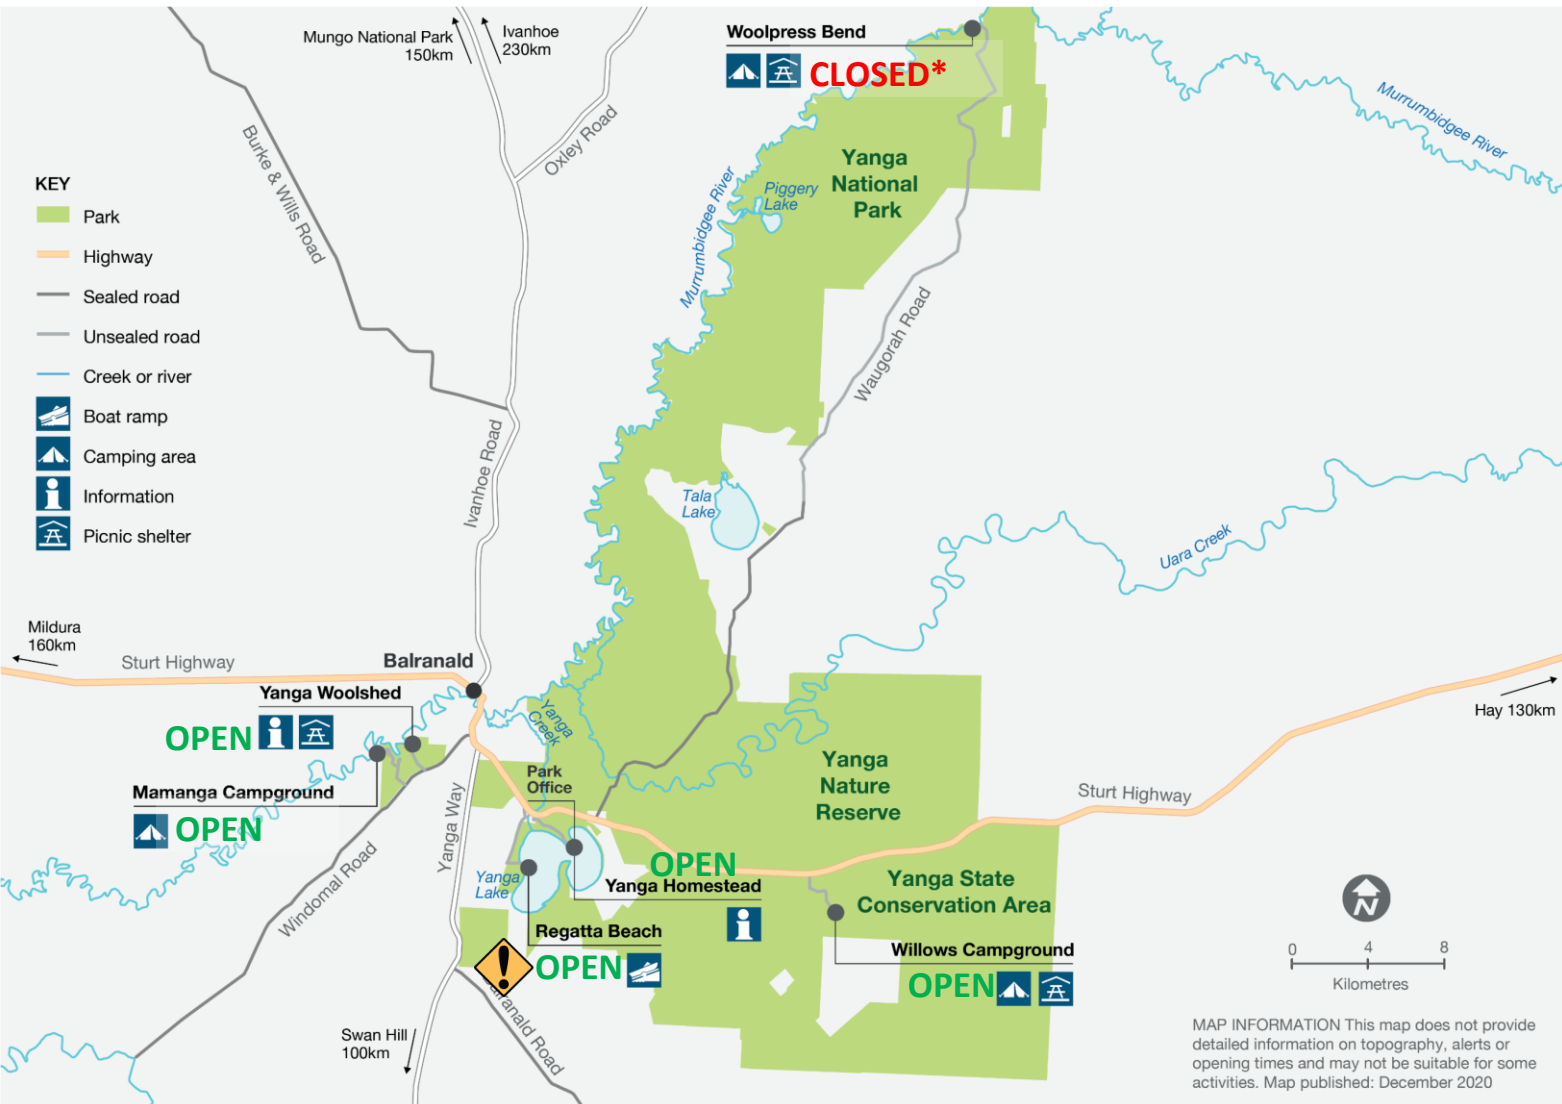 Mungo National Park
150km
Ivanhoe
230km
Woolpress Bend
CLOSED*
Murrumbidgee River
Burke & Wills Road
Oxley Road
Yanga
National
Park
Piggery
Lake
Murrumbidgee River
KEY
Park
Highway
Sealed road
Unsealed road
Creek or river
Boat ramp
Camping area
Information
Picnic shelter
Waugorah Road
Ivanhoe Road
Tala
Lake
Uara Creek
Mildura
160km
Sturt Highway
Balranald
Yanga Woolshed
OPEN
Yanga
Creek
Hay 130km
Mamanga Campground
OPEN
Park
Office
Yanga
Nature
Reserve
Sturt Highway
Yanga Way
Windomal Road
Yanga
Lake
OPEN
Yanga Homestead
Yanga State
Conservation Area
Regatta Beach
OPEN
Willows Campground
OPEN
N
0 4 8
Kilometres
Road
Swan Hill
100km
MAP INFORMATION This map does not provide
detailed information on topography, alerts or
opening times and may not be suitable for some
activities. Map published: December 2020